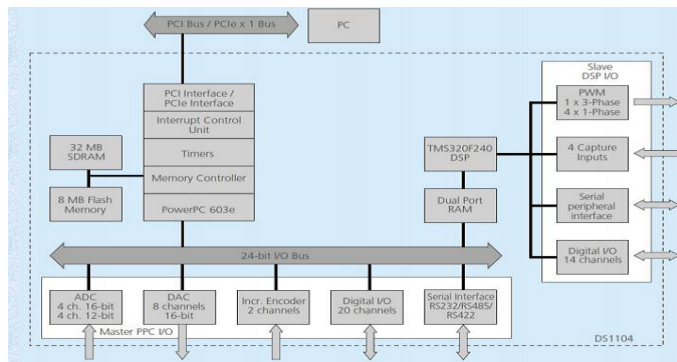 PCI Bus / PCIe x 1 Bus
PC
PCI Interface /
PCIe Interface
Interrupt Control
Unit
Timers
Memory Controller
PowerPC 603e
32 MB
SDRAM
8 MB Flash
Memory
TMS320F240
DSP
Dual Port
RAM
Slave
DSP I/O
PWM
1 x 3-Phase
4 x 1-Phase
4 Capture
Inputs
Serial
peripheral
interface
Digital I/O
14 channels
24-bit I/O Bus
ADC
4 ch. 16-bit
4 ch. 12-bit
DAC
8 channels
16-bit
Incr. Encoder
2 channels
Digital I/O
20 channels
Serial Interface
RS232/RS485/
RS422
Master PPC I/O
DS1104